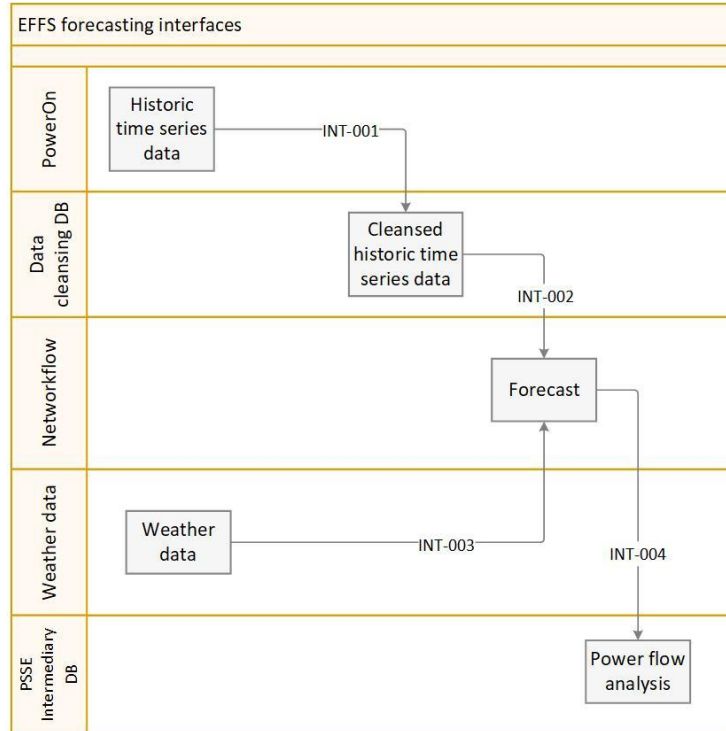 EFFS forecasting interfaces
PowerOn
Historic
time series
data
INT-001
Data
cleansing DB
Cleansed
historic time
series data
INT-002
Networkflow
Forecast
Weather data
Weather
data
INT-003
INT-004
PSSE
Intermediary
DB
Power flow
analysis